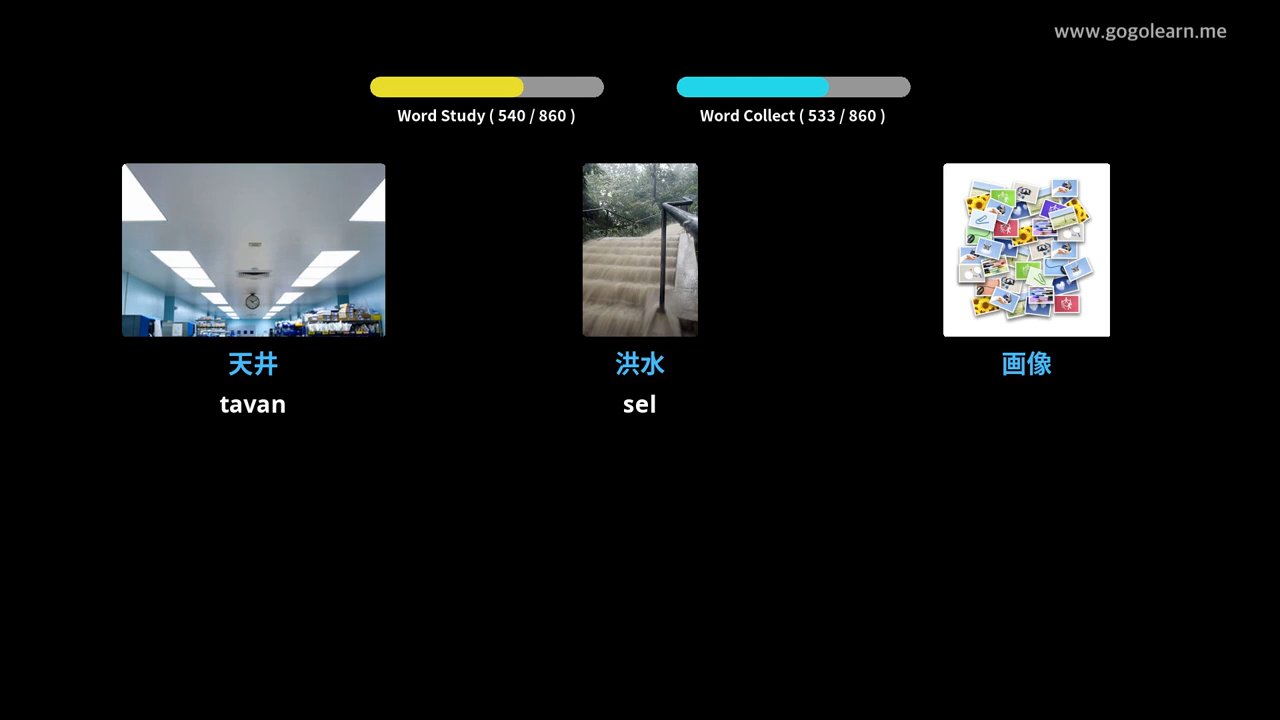 www.gogolearn.me
Word Study ( 540 / 860 )
Word Collect ( 533 / 860 )
天井
tavan
洪水
sel
画像